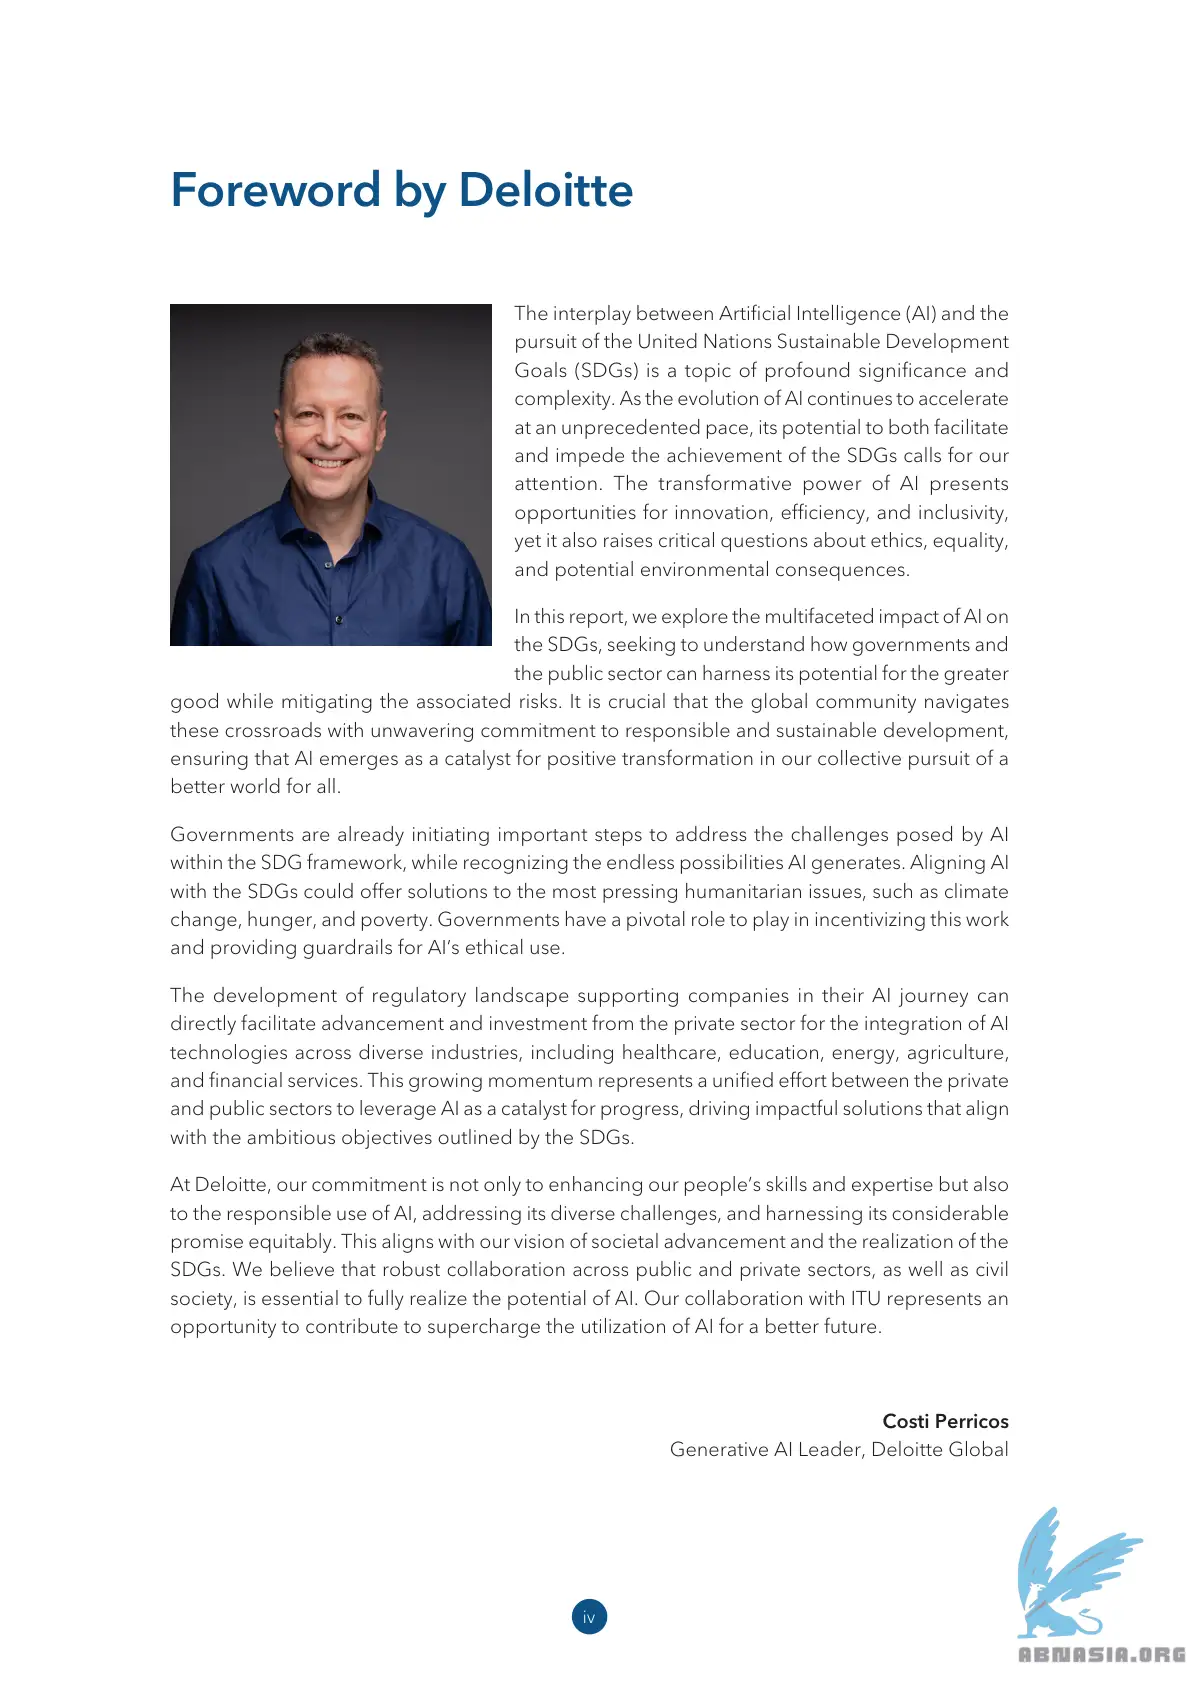 Foreword by Deloitte
The interplay between Artificial Intelligence (AI) and the
pursuit of the United Nations Sustainable Development
Goals (SDGs) is a topic of profound significance and
complexity. As the evolution of AI continues to accelerate
at an unprecedented pace, its potential to both facilitate
and impede the achievement of the SDGs calls for our
attention. The transformative power of AI presents
opportunities for innovation, efficiency, and inclusivity,
yet it also raises critical questions about ethics, equality,
and potential environmental consequences.
In this report, we explore the multifaceted impact of AI on
the SDGs, seeking to understand how governments and
the public sector can harness its potential for the greater
good while mitigating the associated risks. It is crucial that the global community navigates
these crossroads with unwavering commitment to responsible and sustainable development,
ensuring that AI emerges as a catalyst for positive transformation in our collective pursuit of a
better world for all.
Governments are already initiating important steps to address the challenges posed by AI
within the SDG framework, while recognizing the endless possibilities AI generates. Aligning AI
with the SDGs could offer solutions to the most pressing humanitarian issues, such as climate
change, hunger, and poverty. Governments have a pivotal role to play in incentivizing this work
and providing guardrails for AI’s ethical use.
The development of regulatory landscape supporting companies in their AI journey can
directly facilitate advancement and investment from the private sector for the integration of AI
technologies across diverse industries, including healthcare, education, energy, agriculture,
and financial services. This growing momentum represents a unified effort between the private
and public sectors to leverage AI as a catalyst for progress, driving impactful solutions that align
with the ambitious objectives outlined by the SDGs.
At Deloitte, our commitment is not only to enhancing our people’s skills and expertise but also
to the responsible use of AI, addressing its diverse challenges, and harnessing its considerable
promise equitably. This aligns with our vision of societal advancement and the realization of the
SDGs. We believe that robust collaboration across public and private sectors, as well as civil
society, is essential to fully realize the potential of AI. Our collaboration with ITU represents an
opportunity to contribute to supercharge the utilization of AI for a better future.
Costi Perricos
Generative AI Leader, Deloitte Global
iv
ABNASIA.ORG